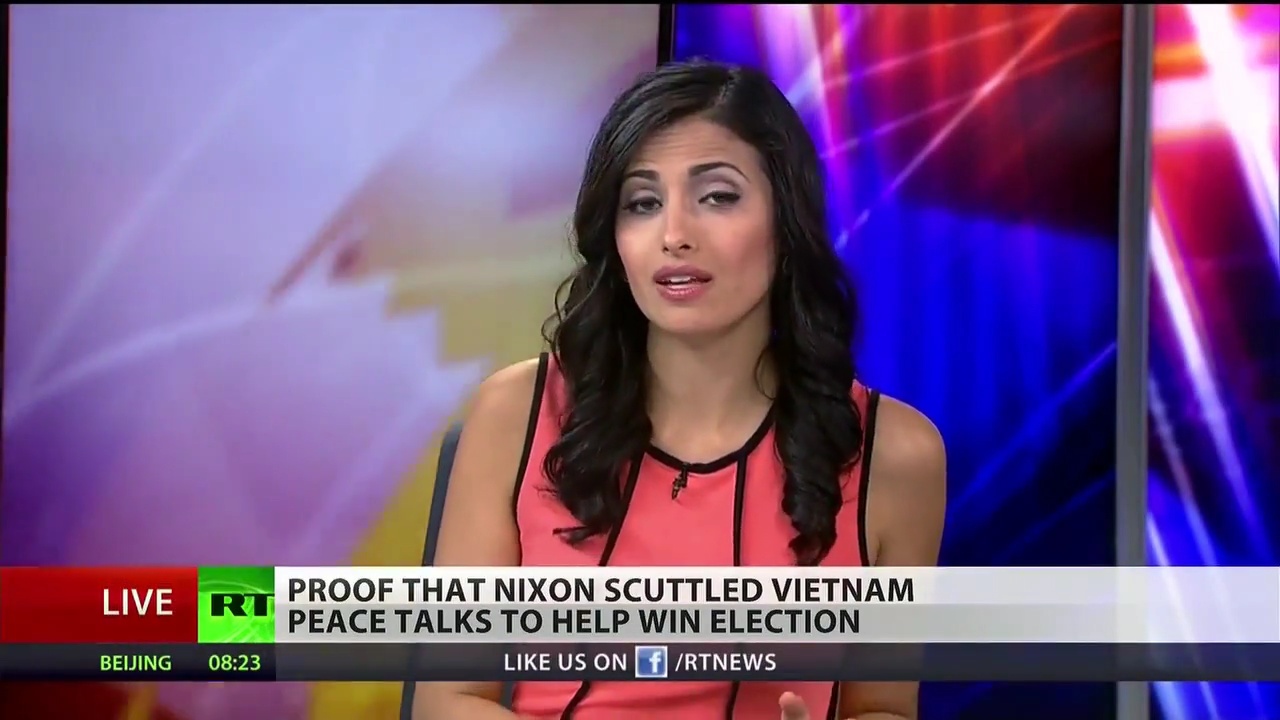 LIVE
RT
PROOF THAT NIXON SCUTTLED VIETNAM
PEACE TALKS TO HELP WIN ELECTION
BEIJING 08:23
LIKE US ON f /RTNEWS